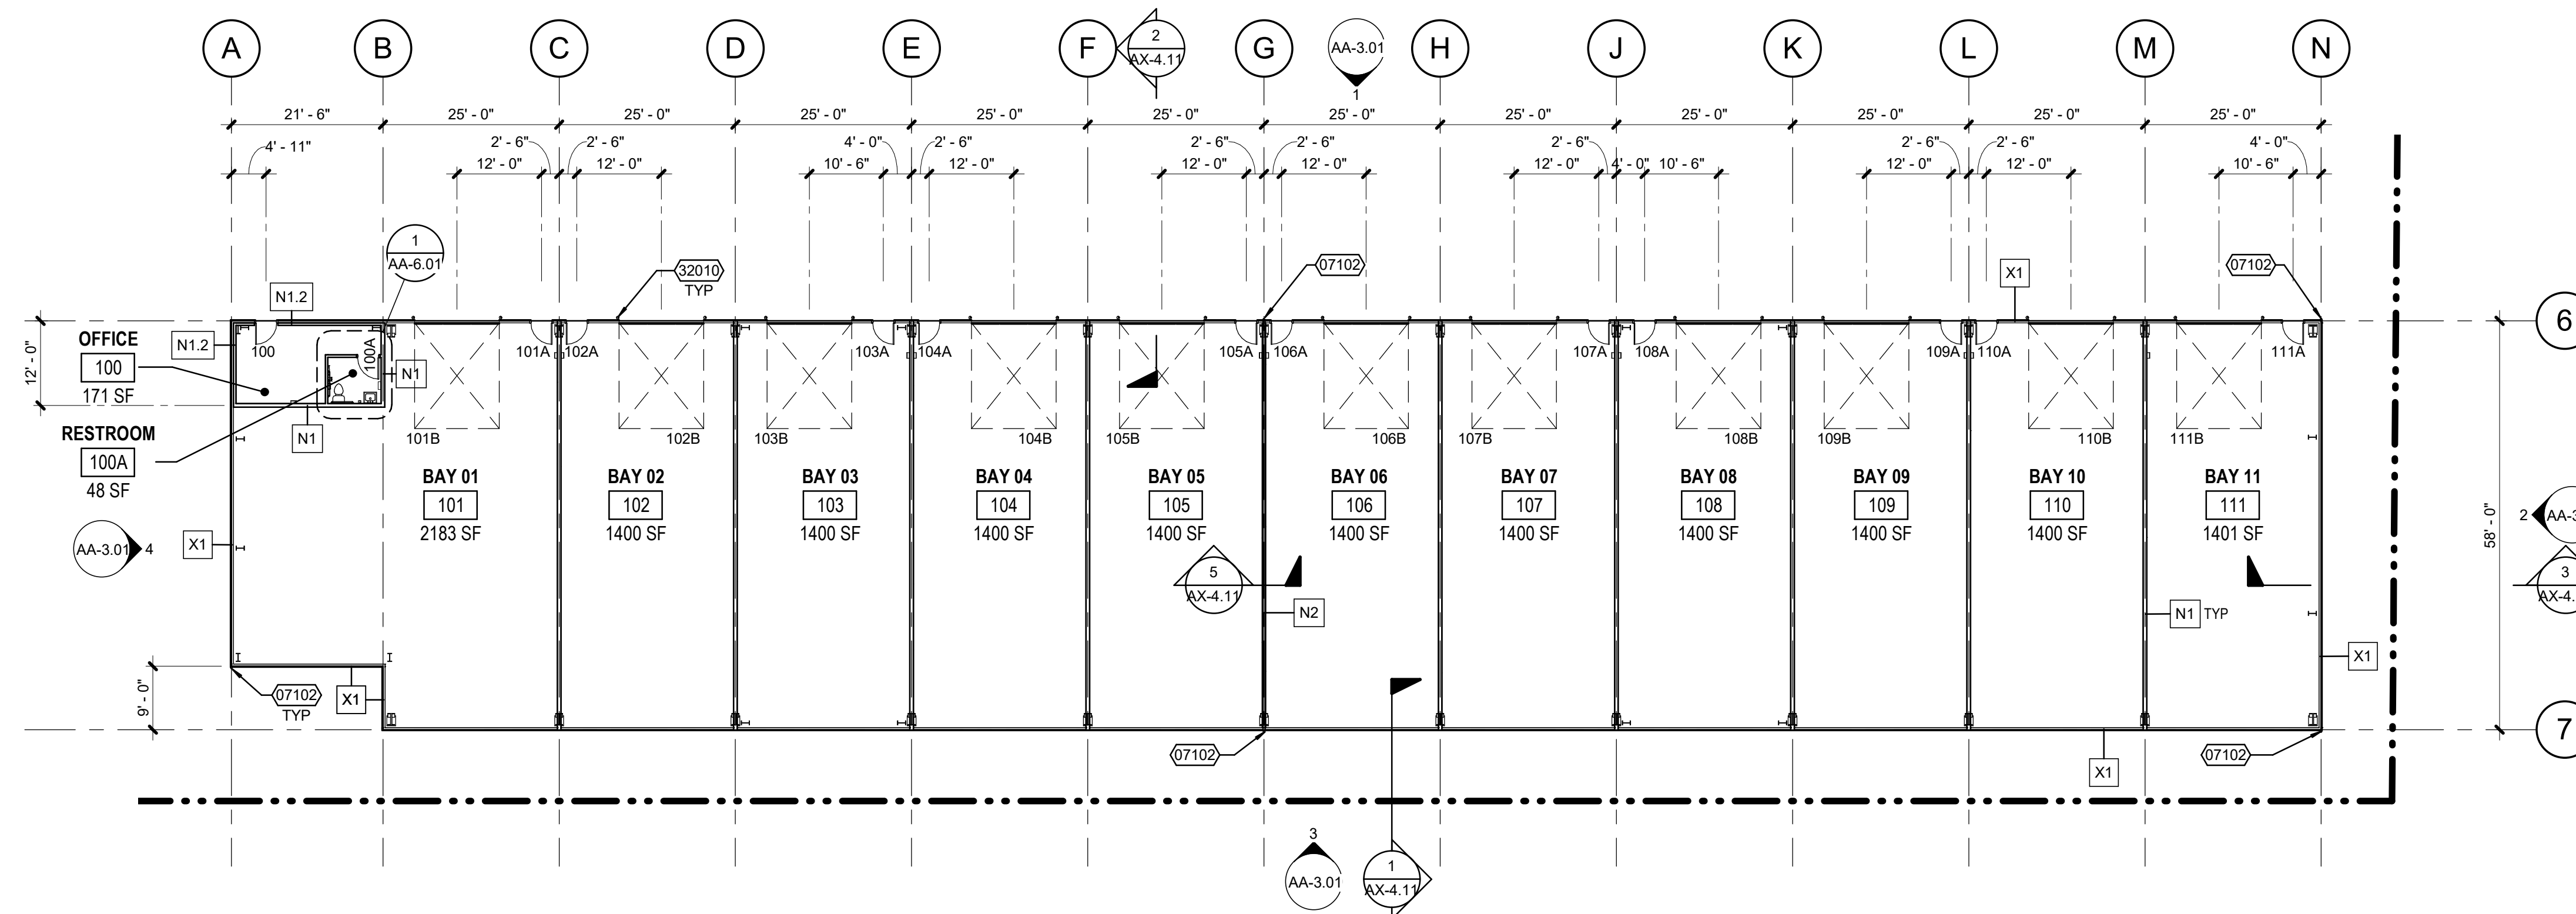 A B C D E F G H J K L M N
2
AX-4.11
AA-3.01
1
21' - 6" 25' - 0" 25' - 0" 25' - 0" 25' - 0" 25' - 0" 25' - 0" 25' - 0" 25' - 0" 25' - 0" 25' - 0" 25' - 0"
4' - 11" 2' - 6" 2' - 6" 4' - 0" 2' - 6" 2' - 6" 2' - 6" 2' - 6" 2' - 6" 2' - 6" 4' - 0"
12' - 0" 12' - 0" 10' - 6" 12' - 0" 12' - 0" 12' - 0" 12' - 0" 4' - 0" 10' - 6" 12' - 0" 12' - 0" 10' - 6"
1
AA-6.01
32010
TYP
07102
X1
07102
N1.2
6
N1.2
OFFICE
100
171 SF
12' - 0"
100
100A
N1
N1
101A 102A 103A 104A 105A 106A 107A 108A 109A 110A 111A
101B 102B 103B 104B 105B 106B 107B 108B 109B 110B 111B
RESTROOM
100A
48 SF
BAY 01
101
2183 SF
BAY 02
102
1400 SF
BAY 03
103
1400 SF
BAY 04
104
1400 SF
BAY 05
105
1400 SF
BAY 06
106
1400 SF
BAY 07
107
1400 SF
BAY 08
108
1400 SF
BAY 09
109
1400 SF
BAY 10
110
1400 SF
BAY 11
111
1401 SF
AA-3.01 4
X1
5
AX-4.11
N2
N1 TYP
X1
58' - 0"
2 AA-3
3
AX-4.
9' - 0"
07102
TYP
X1
07102
X1
07102
7
3
AA-3.01
1
AX-4.11